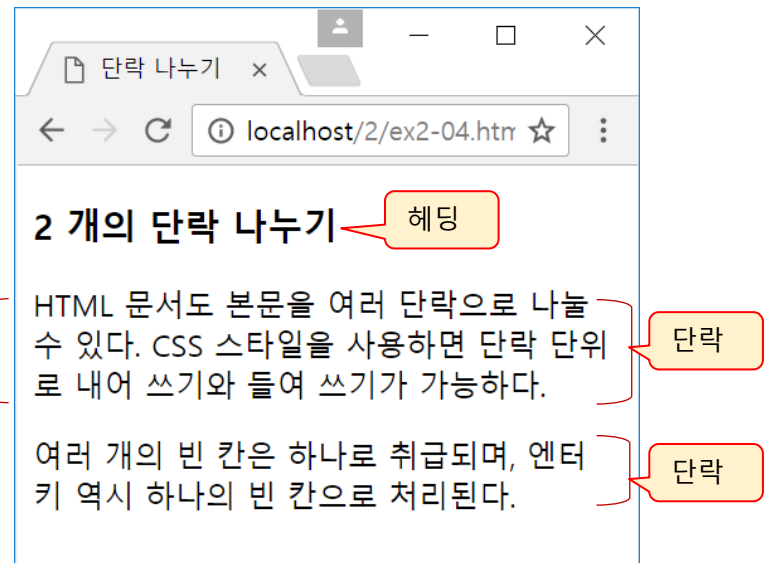 단락 나누기
localhost/2/ex2-04.htm
2 개의 단락 나누기
헤딩
HTML 문서도 본문을 여러 단락으로 나눌
수 있다. CSS 스타일을 사용하면 단락 단위
로 내어 쓰기와 들여 쓰기가 가능하다.
단락
여러 개의 빈 칸은 하나로 취급되며, 엔터
키 역시 하나의 빈 칸으로 처리된다.
단락